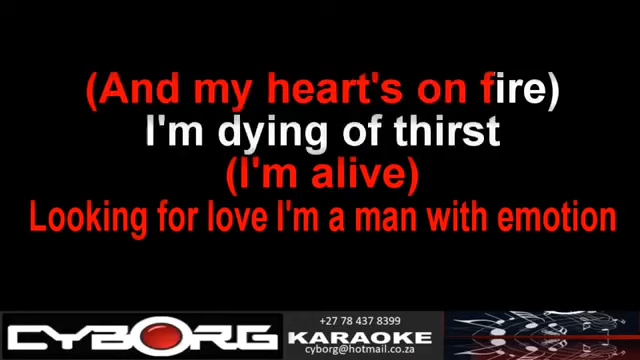 (And my heart's on fire)
I'm dying of thirst
(I'm alive)
Looking for love I'm a man with emotion
CYBORG
+27 78 437 8399
KARAOKE
cyborg@hotmail.co.za